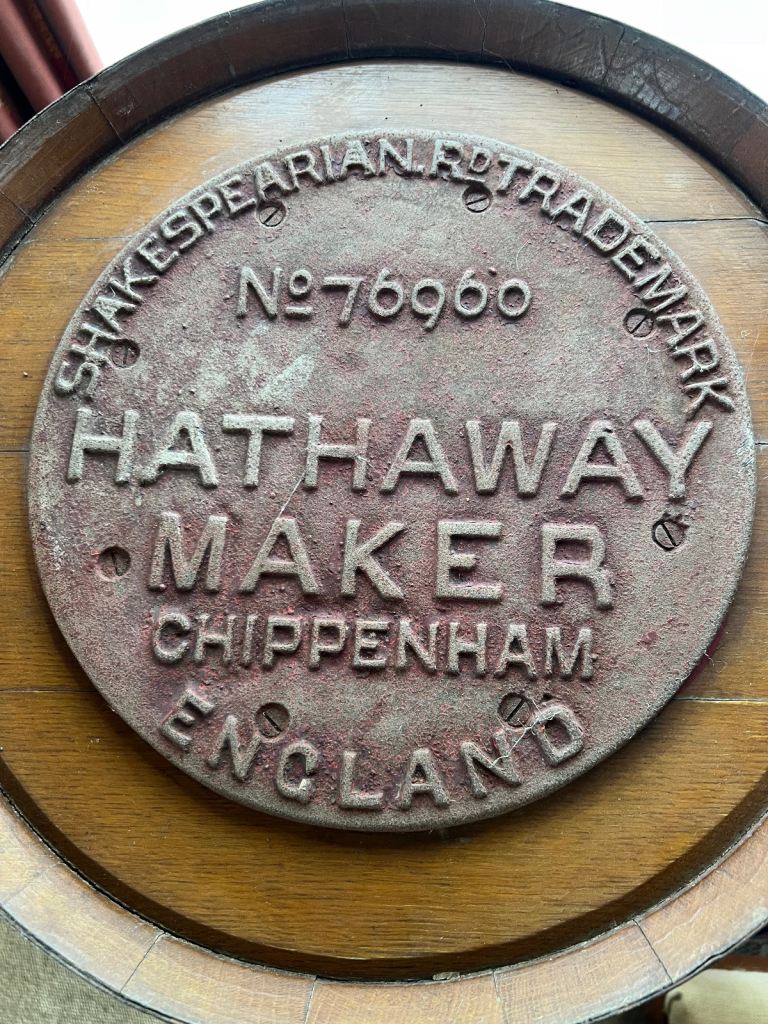 SHAKESPEARIAN. RD TRADEMARK
No 76960
HATHAWAY
MAKER
CHIPPENHAM
ENGLAND